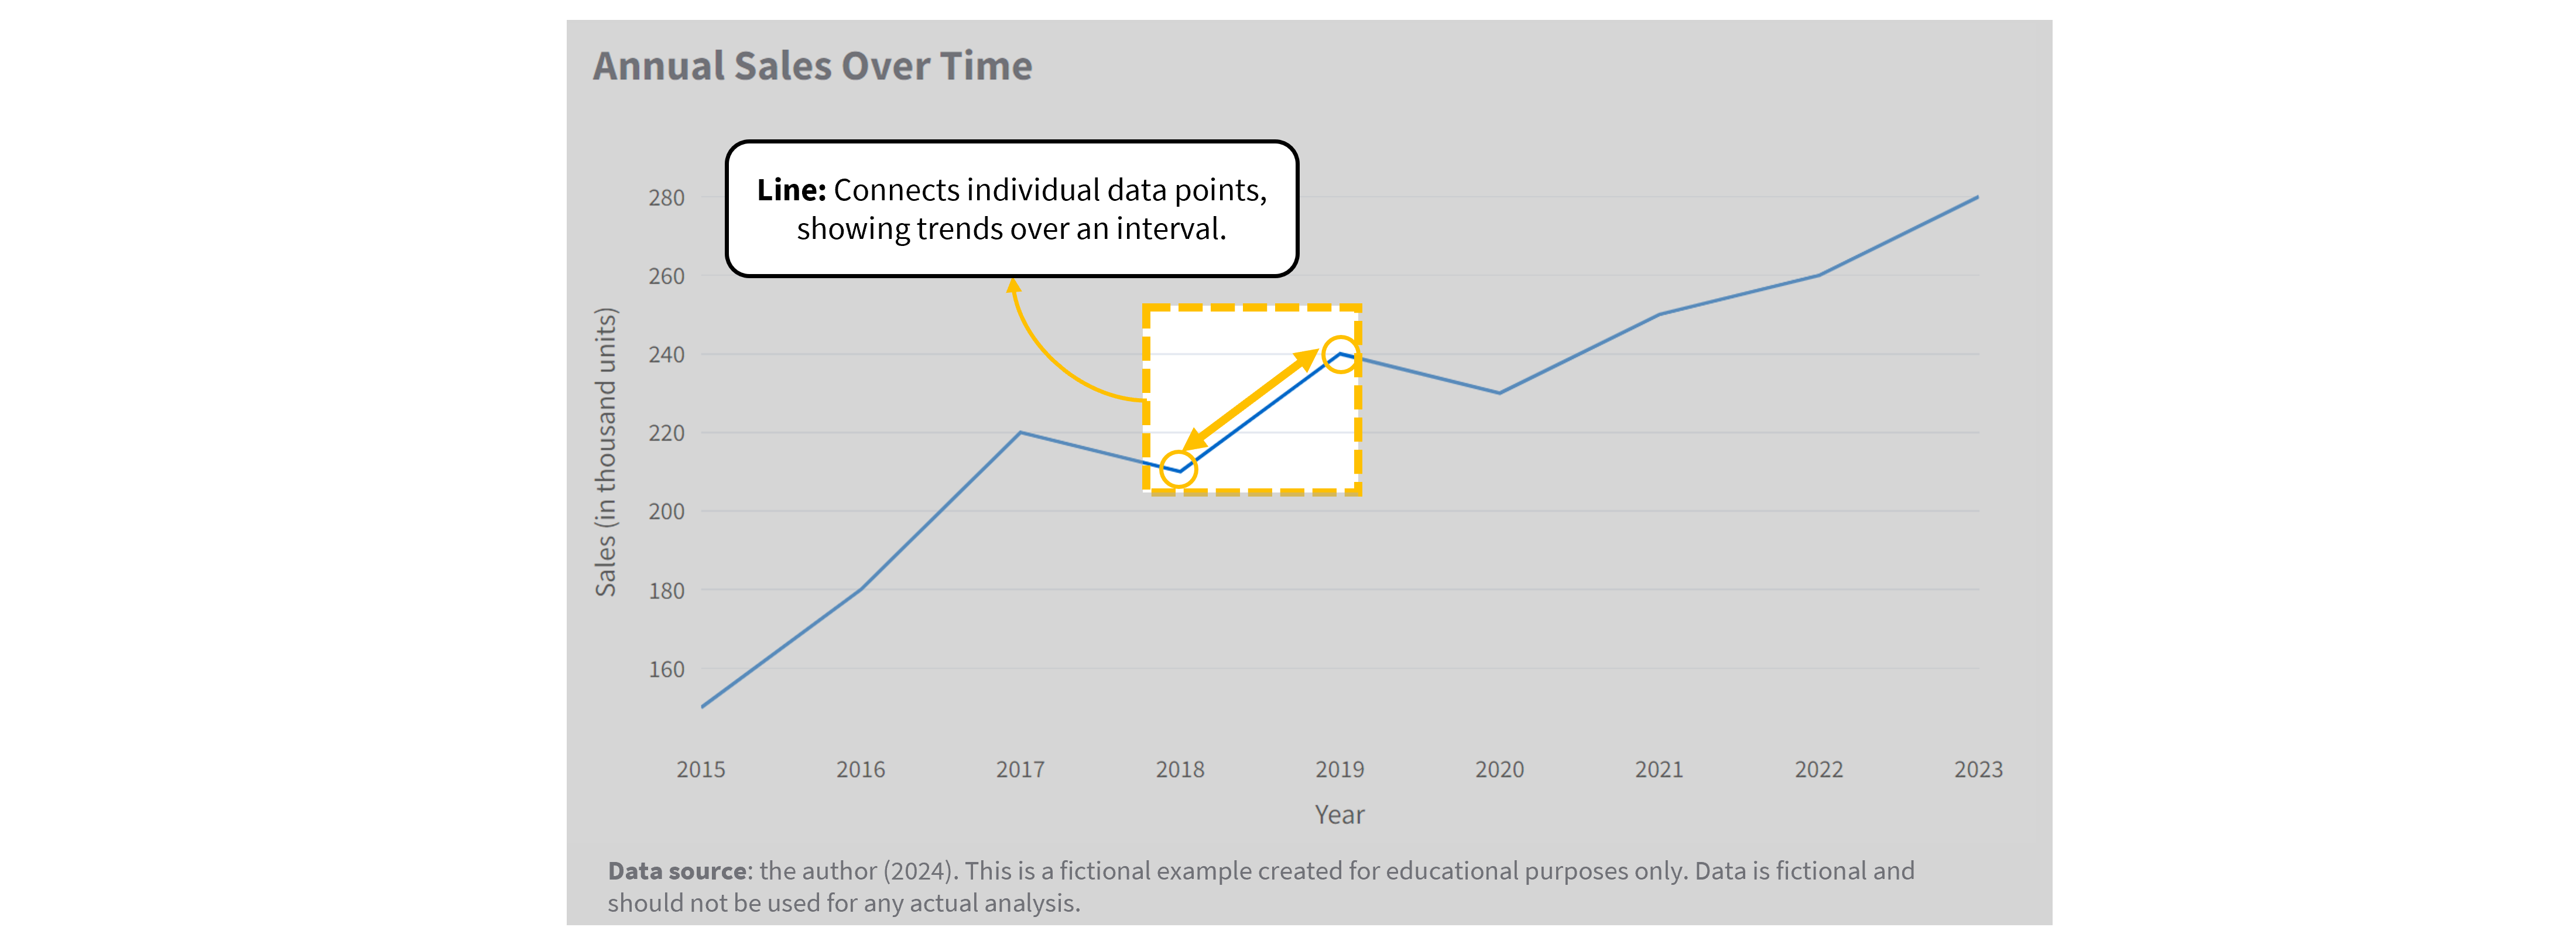 Annual Sales Over Time
Line: Connects individual data points,
showing trends over an interval.
Sales (in thousand units)
280
260
240
220
200
180
160
2015 2016 2017 2018 2019 2020 2021 2022 2023
Year
Data source: the author (2024). This is a fictional example created for educational purposes only. Data is fictional and
should not be used for any actual analysis.